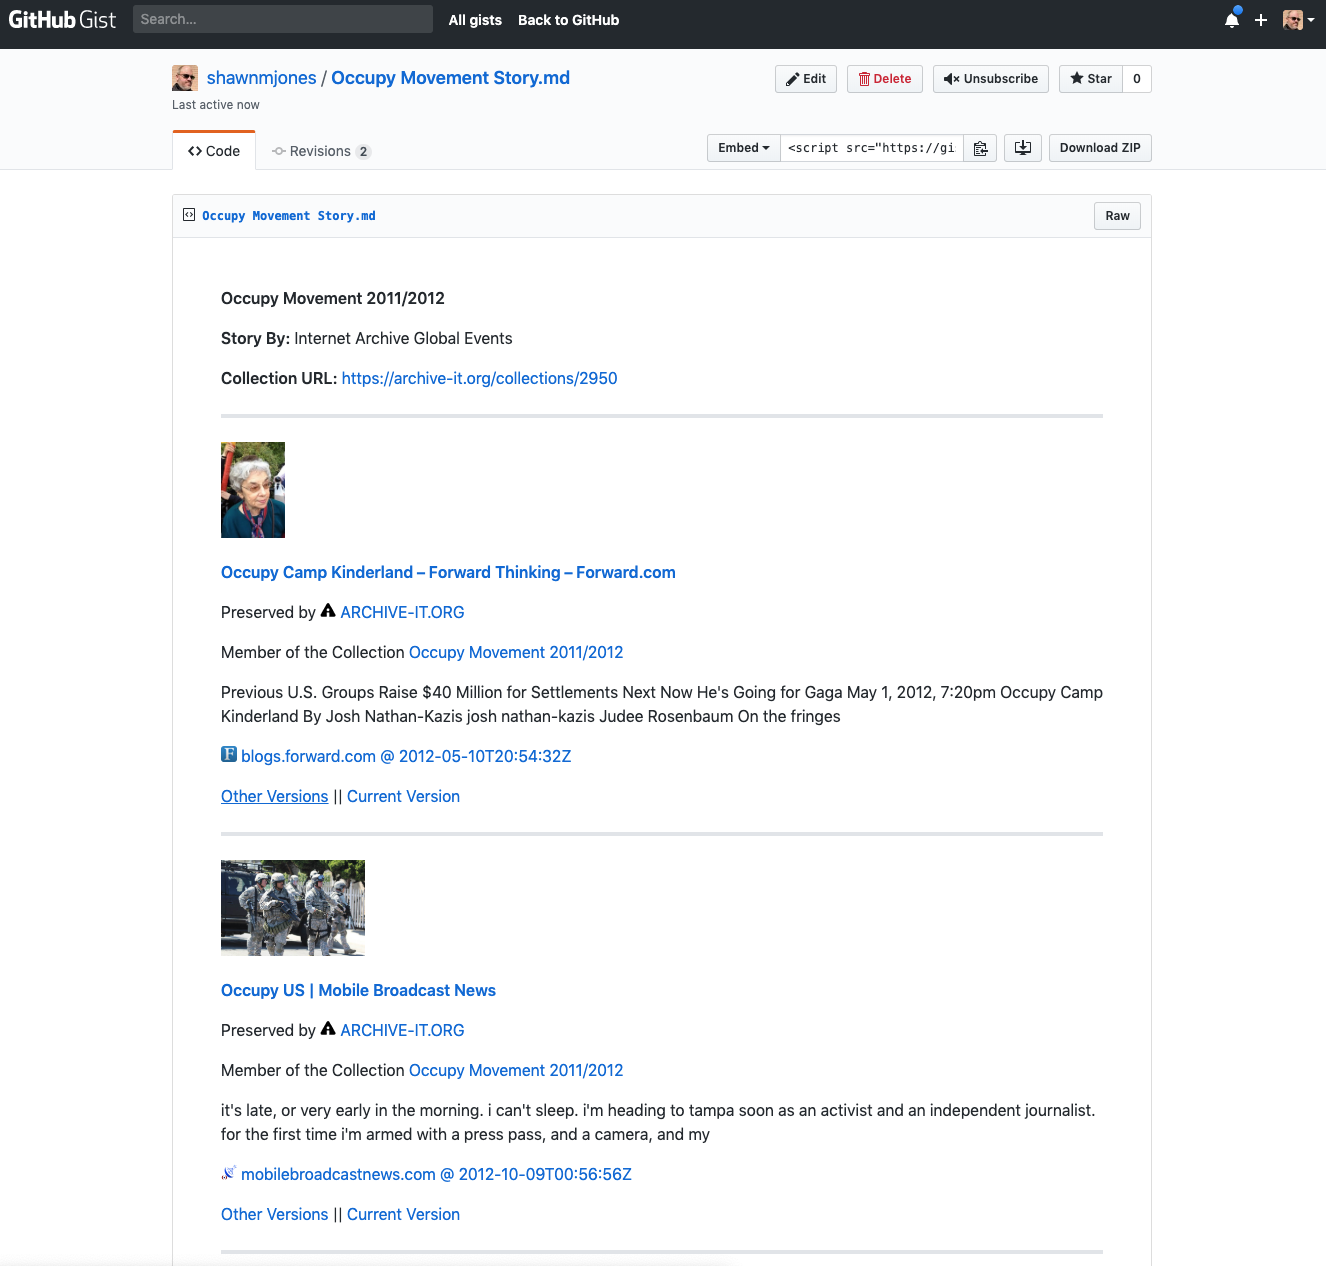 GitHub Gist Search... All gists Back to GitHub
shawnmjones / Occupy Movement Story.md Edit Delete Unsubscribe Star 0
Last active now
Code Revisions 2 Embed <script src="https://gi Download ZIP
Occupy Movement Story.md Raw
Occupy Movement 2011/2012
Story By: Internet Archive Global Events
Collection URL: https://archive-it.org/collections/2950
Occupy Camp Kinderland – Forward Thinking – Forward.com
Preserved by ARCHIVE-IT.ORG
Member of the Collection Occupy Movement 2011/2012
Previous U.S. Groups Raise $40 Million for Settlements Next Now He's Going for Gaga May 1, 2012, 7:20pm Occupy Camp
Kinderland By Josh Nathan-Kazis josh nathan-kazis Judee Rosenbaum On the fringes
F blogs.forward.com @ 2012-05-10T20:54:32Z
Other Versions || Current Version
Occupy US | Mobile Broadcast News
Preserved by ARCHIVE-IT.ORG
Member of the Collection Occupy Movement 2011/2012
it's late, or very early in the morning. i can't sleep. i'm heading to tampa soon as an activist and an independent journalist.
for the first time i'm armed with a press pass, and a camera, and my
mobilebroadcastnews.com @ 2012-10-09T00:56:56Z
Other Versions || Current Version